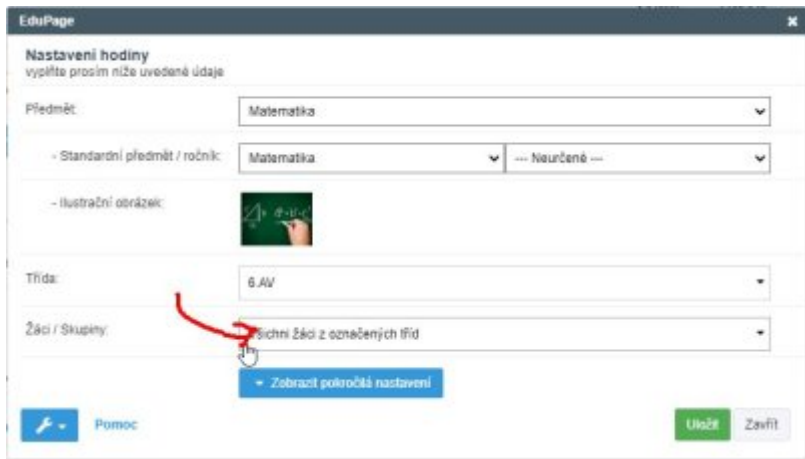 EduPage
Nastavení hodiny
vyplňte prosím níže uvedené údaje
Předmět:
Matematika
- Standardní předmět / ročník:
Matematika
--- Neurčené ---
- Ilustrační obrázek:
Třída:
6.AV
Žáci / Skupiny:
všichni žáci z označených tříd
Zobrazit pokročilá nastavení
Pomoc
Uložit
Zavřít